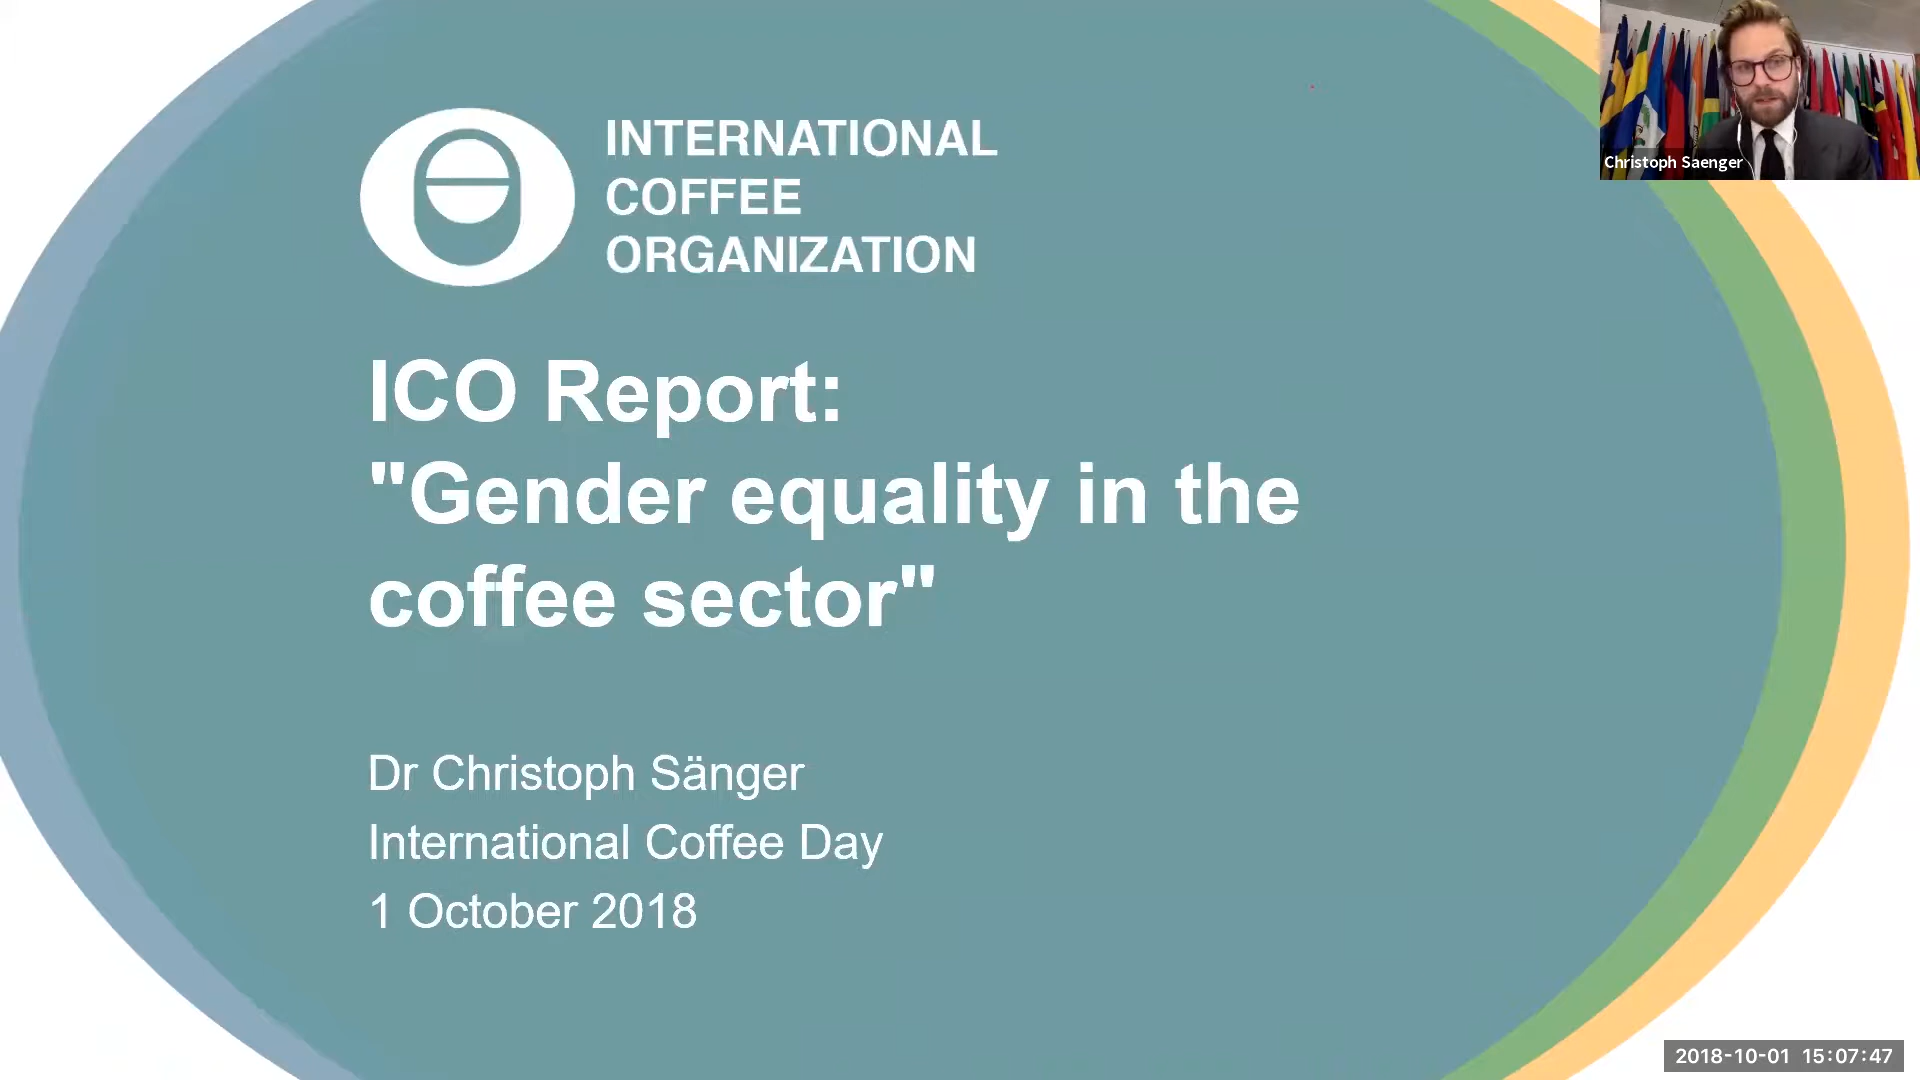 INTERNATIONAL
COFFEE
ORGANIZATION
Christoph Saenger
ICO Report:
"Gender equality in the
coffee sector"
Dr Christoph Sänger
International Coffee Day
1 October 2018
2018-10-01 15:07:47